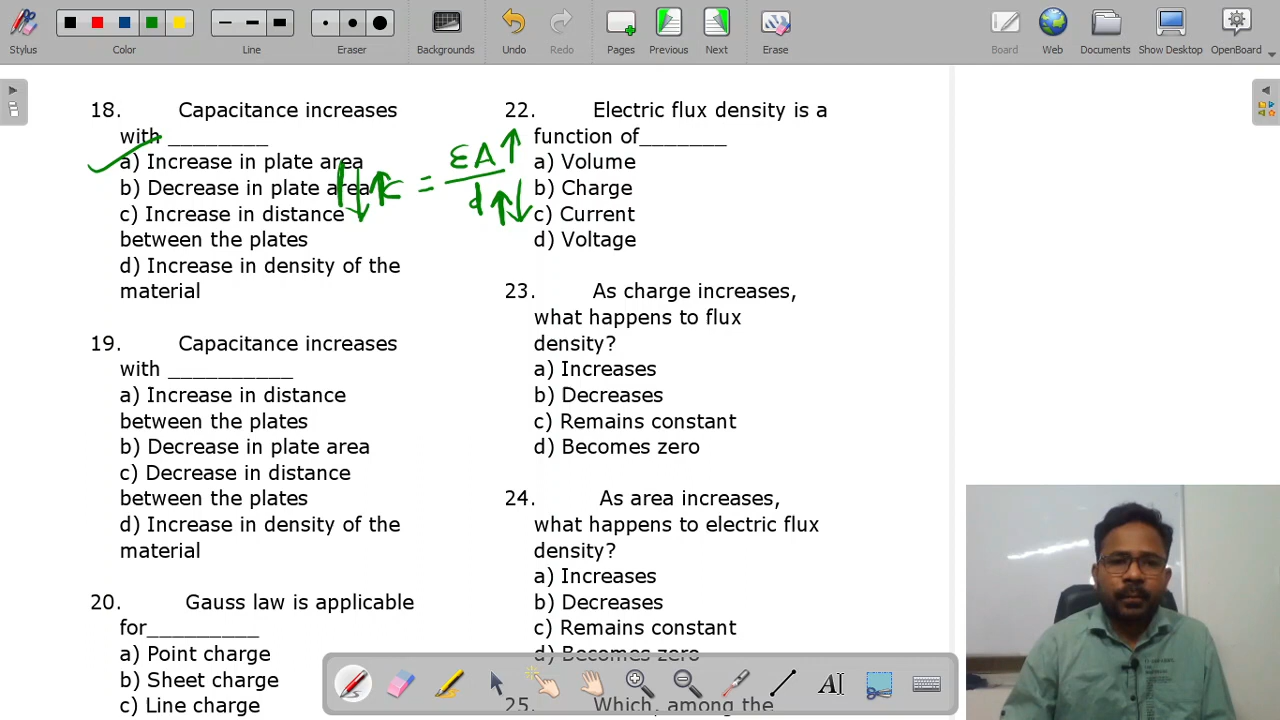 Stylus
Color
Line
Eraser
Backgrounds
Undo
Redo
Pages
Previous
Next
Erase
Board
Web
Documents
Show Desktop
OpenBoard
18. Capacitance increases
with ________
a) Increase in plate area
b) Decrease in plate area
c) Increase in distance
between the plates
d) Increase in density of the
material
C = εA
d
19. Capacitance increases
with __________
a) Increase in distance
between the plates
b) Decrease in plate area
c) Decrease in distance
between the plates
d) Increase in density of the
material
20. Gauss law is applicable
for_________
a) Point charge
b) Sheet charge
c) Line charge
22. Electric flux density is a
function of_______
a) Volume
b) Charge
c) Current
d) Voltage
23. As charge increases,
what happens to flux
density?
a) Increases
b) Decreases
c) Remains constant
d) Becomes zero
24. As area increases,
what happens to electric flux
density?
a) Increases
b) Decreases
c) Remains constant
d) Becomes zero
25. Which, among the